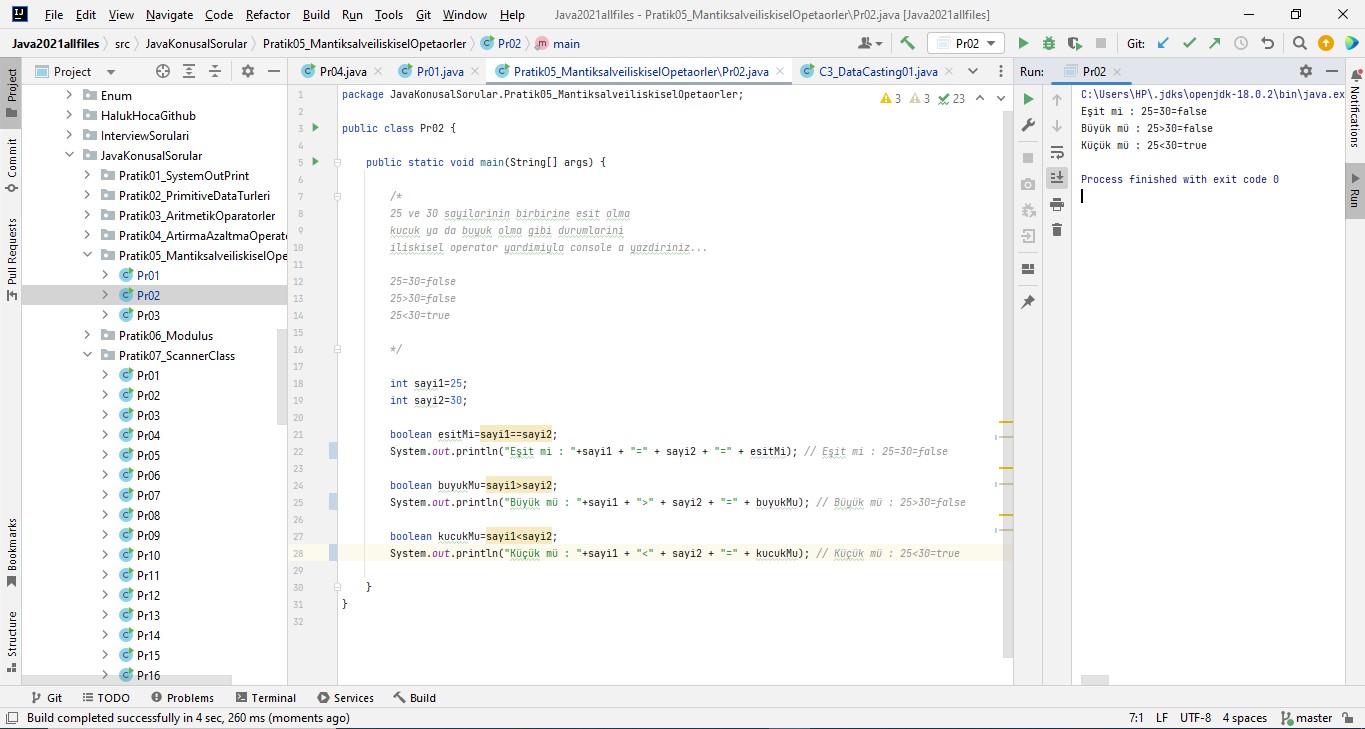 File Edit View Navigate Code Refactor Build Run Tools Git Window Help Java2021allfiles - Pratik05_MantiksalveiliskiselOpetaorler\Pr02.java [Java2021allfiles]
Java2021allfiles src JavaKonusalSorular Pratik05_MantiksalveiliskiselOpetaorler Pr02 main Pr02 Git:
Project Pr04.java Pr01.java Pratik05_MantiksalveiliskiselOpetaorler\Pr02.java C3_DataCasting01.java Run: Pr02
Project
Commit
Pull Requests
Bookmarks
Structure
Enum
HalukHocaGithub
InterviewSorulari
JavaKonusalSorular
Pratik01_SystemOutPrint
Pratik02_PrimitiveDataTurleri
Pratik03_AritmetikOparatorler
Pratik04_ArtirmaAzaltmaOperat
Pratik05_MantiksalveiliskiselOpe
Pr01
Pr02
Pr03
Pratik06_Modulus
Pratik07_ScannerClass
Pr01
Pr02
Pr03
Pr04
Pr05
Pr06
Pr07
Pr08
Pr09
Pr10
Pr11
Pr12
Pr13
Pr14
Pr15
Pr16
3 3 23
1 package JavaKonusalSorular.Pratik05_MantiksalveiliskiselOpetaorler;
2
3 public class Pr02 {
4
5 public static void main(String[] args) {
6
7 /*
8 25 ve 30 sayilarinin birbirine esit olma
9 kucuk ya da buyuk olma gibi durumlarini
10 iliskisel operator yardimiyla console a yazdiriniz...
11
12 25=30=false
13 25>30=false
14 25<30=true
15
16 */
17
18 int sayi1=25;
19 int sayi2=30;
20
21 boolean esitMi=sayi1==sayi2;
22 System.out.println("Eşit mi : "+sayi1 + "=" + sayi2 + "=" + esitMi); // Eşit mi : 25=30=false
23
24 boolean buyukMu=sayi1>sayi2;
25 System.out.println("Büyük mü : "+sayi1 + ">" + sayi2 + "=" + buyukMu); // Büyük mü : 25>30=false
26
27 boolean kucukMu=sayi1<sayi2;
28 System.out.println("Küçük mü : "+sayi1 + "<" + sayi2 + "=" + kucukMu); // Küçük mü : 25<30=true
29
30 }
31 }
32
C:\Users\HP\.jdks\openjdk-18.0.2\bin\java.ex
Eşit mi : 25=30=false
Büyük mü : 25>30=false
Küçük mü : 25<30=true
Process finished with exit code 0
Notifications
Run
Git TODO Problems Terminal Services Build
Build completed successfully in 4 sec, 260 ms (moments ago) 7:1 LF UTF-8 4 spaces master